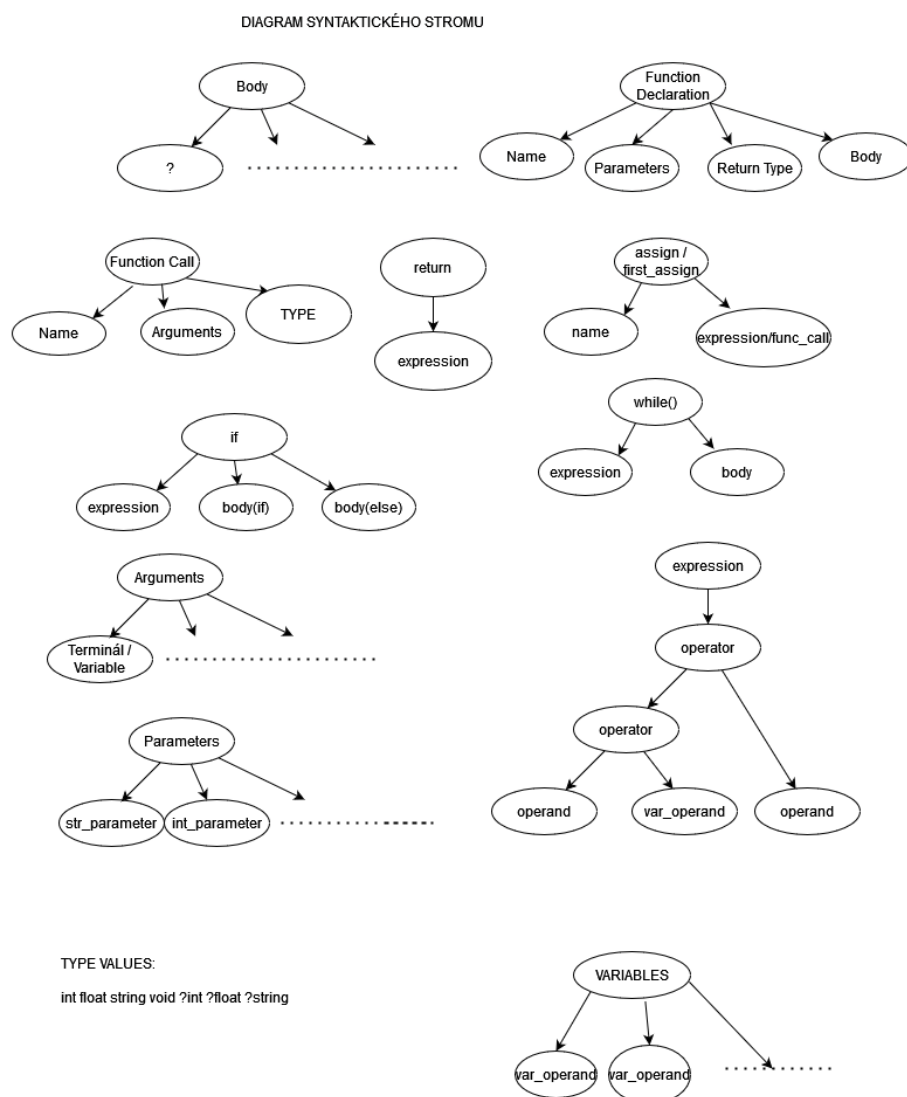 DIAGRAM SYNTAKTICKÉHO STROMU
Body
?
Function
Declaration
Name
Parameters
Return Type
Body
Function Call
Name
Arguments
TYPE
return
expression
assign /
first_assign
name
expression/func_call
while()
expression
body
if
expression
body(if)
body(else)
Arguments
Terminál /
Variable
expression
operator
operator
operand
var_operand
operand
Parameters
str_parameter
int_parameter
TYPE VALUES:
int float string void ?int ?float ?string
VARIABLES
var_operand
var_operand